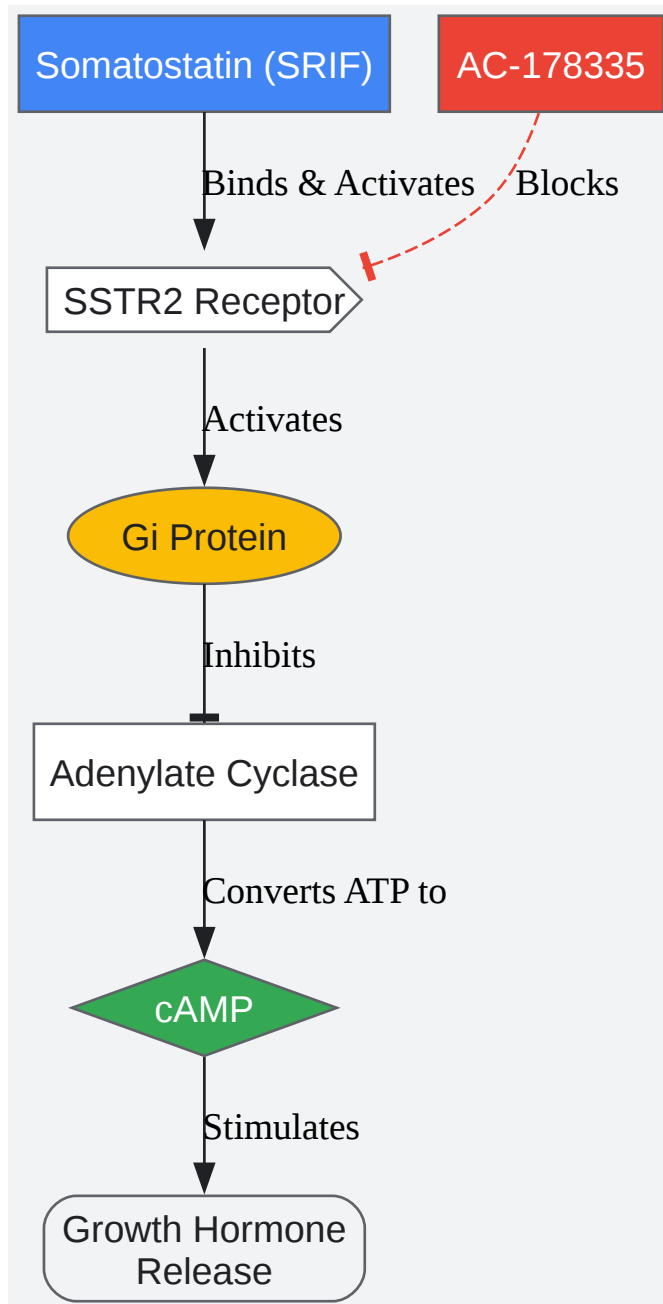 Somatostatin (SRIF)
AC-178335
Binds & Activates
Blocks
SSTR2 Receptor
Activates
Gi Protein
Inhibits
Adenylate Cyclase
Converts ATP to
cAMP
Stimulates
Growth Hormone
Release